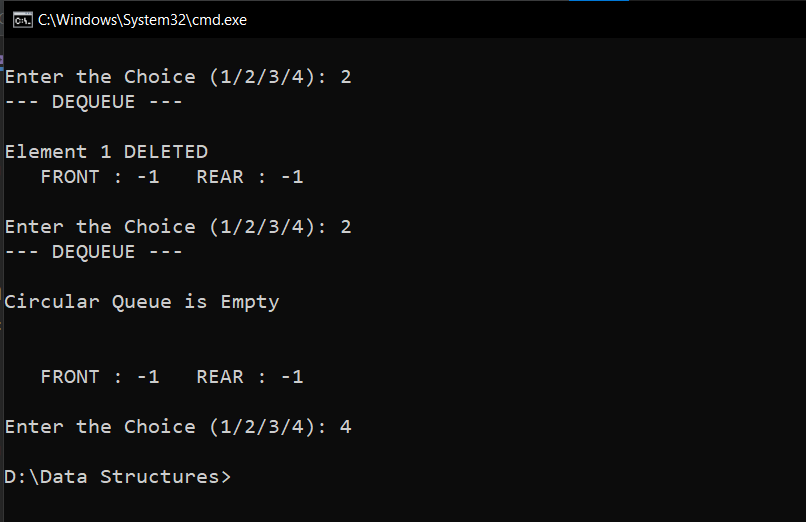 C:\Windows\System32\cmd.exe
Enter the Choice (1/2/3/4): 2
--- DEQUEUE ---
Element 1 DELETED
FRONT : -1   REAR : -1
Enter the Choice (1/2/3/4): 2
--- DEQUEUE ---
Circular Queue is Empty
FRONT : -1   REAR : -1
Enter the Choice (1/2/3/4): 4
D:\Data Structures>